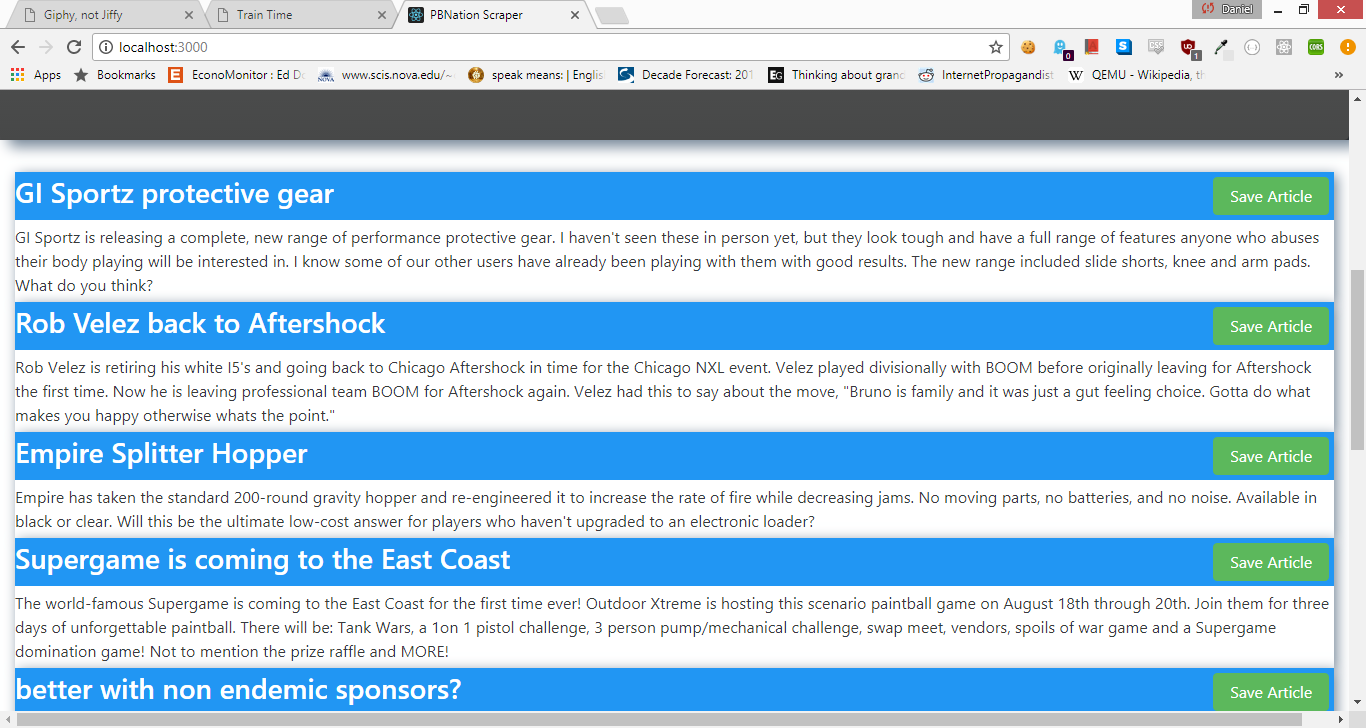 Giphy, not Jiffy
Train Time
PBNation Scraper
Daniel
localhost:3000
0
1
CORS
Apps
Bookmarks
EconoMonitor : Ed D
www.scis.nova.edu/~
speak means: | Englis
Decade Forecast: 201
EG Thinking about grand
InternetPropagandist
W QEMU - Wikipedia, th
»
GI Sportz protective gear
Save Article
GI Sportz is releasing a complete, new range of performance protective gear. I haven't seen these in person yet, but they look tough and have a full range of features anyone who abuses
their body playing will be interested in. I know some of our other users have already been playing with them with good results. The new range included slide shorts, knee and arm pads.
What do you think?
Rob Velez back to Aftershock
Save Article
Rob Velez is retiring his white I5's and going back to Chicago Aftershock in time for the Chicago NXL event. Velez played divisionally with BOOM before originally leaving for Aftershock
the first time. Now he is leaving professional team BOOM for Aftershock again. Velez had this to say about the move, "Bruno is family and it was just a gut feeling choice. Gotta do what
makes you happy otherwise whats the point."
Empire Splitter Hopper
Save Article
Empire has taken the standard 200-round gravity hopper and re-engineered it to increase the rate of fire while decreasing jams. No moving parts, no batteries, and no noise. Available in
black or clear. Will this be the ultimate low-cost answer for players who haven't upgraded to an electronic loader?
Supergame is coming to the East Coast
Save Article
The world-famous Supergame is coming to the East Coast for the first time ever! Outdoor Xtreme is hosting this scenario paintball game on August 18th through 20th. Join them for three
days of unforgettable paintball. There will be: Tank Wars, a 1on 1 pistol challenge, 3 person pump/mechanical challenge, swap meet, vendors, spoils of war game and a Supergame
domination game! Not to mention the prize raffle and MORE!
better with non endemic sponsors?
Save Article